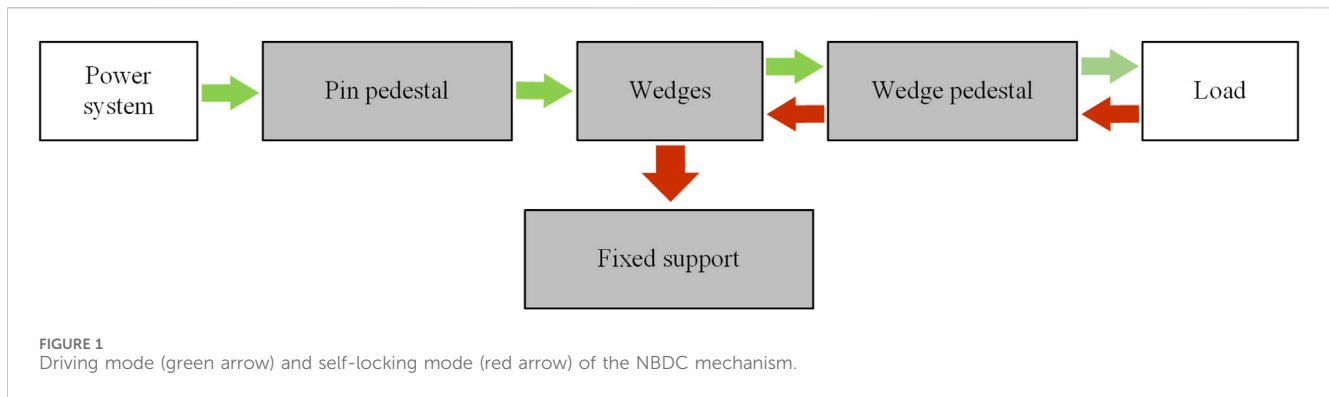 Power
system
Pin pedestal
Wedges
Wedge pedestal
Load
Fixed support
FIGURE 1
Driving mode (green arrow) and self-locking mode (red arrow) of the NBDC mechanism.